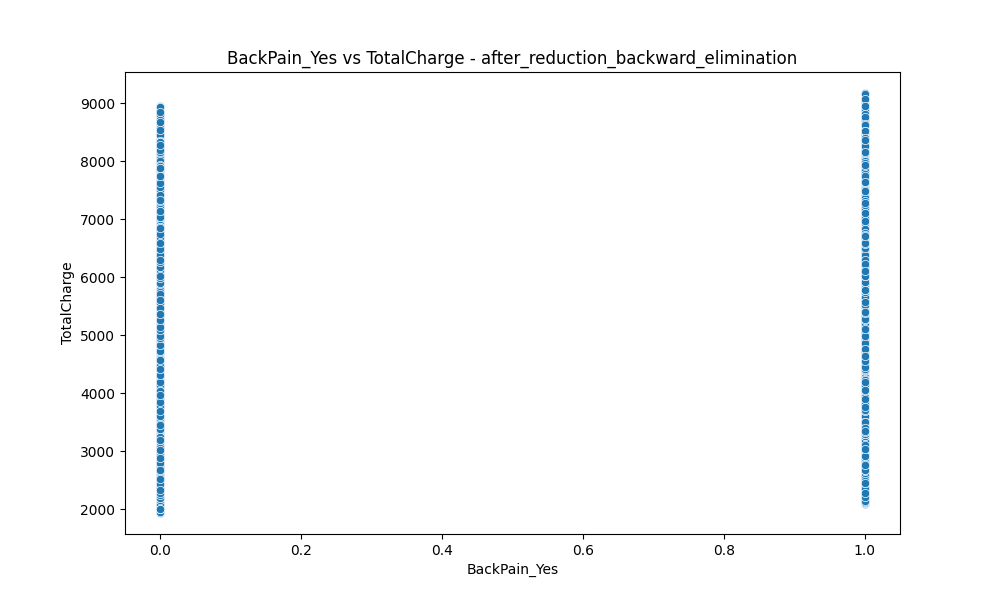 BackPain_Yes vs TotalCharge - after_reduction_backward_elimination
TotalCharge
9000
8000
7000
6000
5000
4000
3000
2000
0.0 0.2 0.4 0.6 0.8 1.0
BackPain_Yes